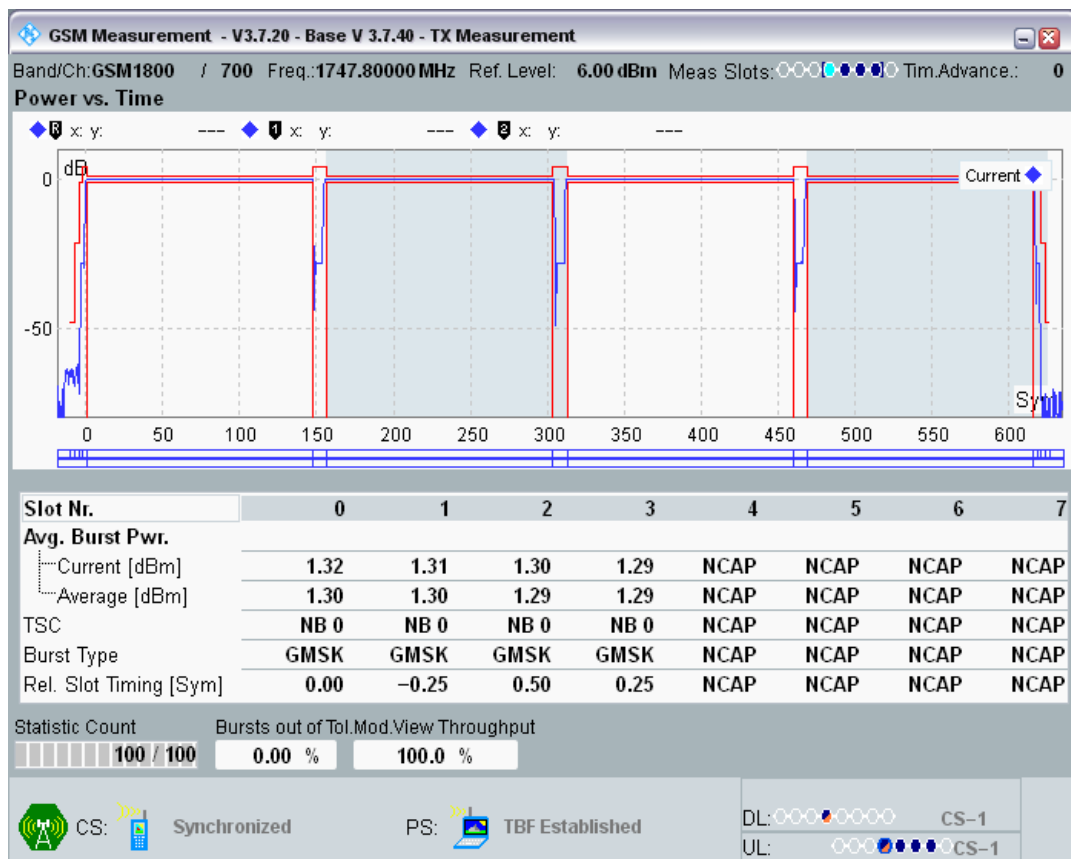 GSM Measurement - V3.7.20 - Base V 3.7.40 - TX Measurement
Band/Ch:GSM1800 / 700 Freq.:1747.80000 MHz Ref. Level: 6.00 dBm Meas Slots: Tim.Advance.: 0
Power vs. Time
R x: y: --- 1 x: y: --- 2 x: y: ---
dB
Current
0
-50
0 50 100 150 200 250 300 350 400 450 500 550 600
Slot Nr. 0 1 2 3 4 5 6 7
Avg. Burst Pwr.
Current [dBm] 1.32 1.31 1.30 1.29 NCAP NCAP NCAP NCAP
Average [dBm] 1.30 1.30 1.29 1.29 NCAP NCAP NCAP NCAP
TSC NB 0 NB 0 NB 0 NB 0 NCAP NCAP NCAP NCAP
Burst Type GMSK GMSK GMSK GMSK NCAP NCAP NCAP NCAP
Rel. Slot Timing [Sym] 0.00 −0.25 0.50 0.25 NCAP NCAP NCAP NCAP
Statistic Count Bursts out of Tol. Mod.View Throughput
100 / 100 0.00 % 100.0 %
CS: Synchronized PS: TBF Established
DL: CS−1
UL: CS−1